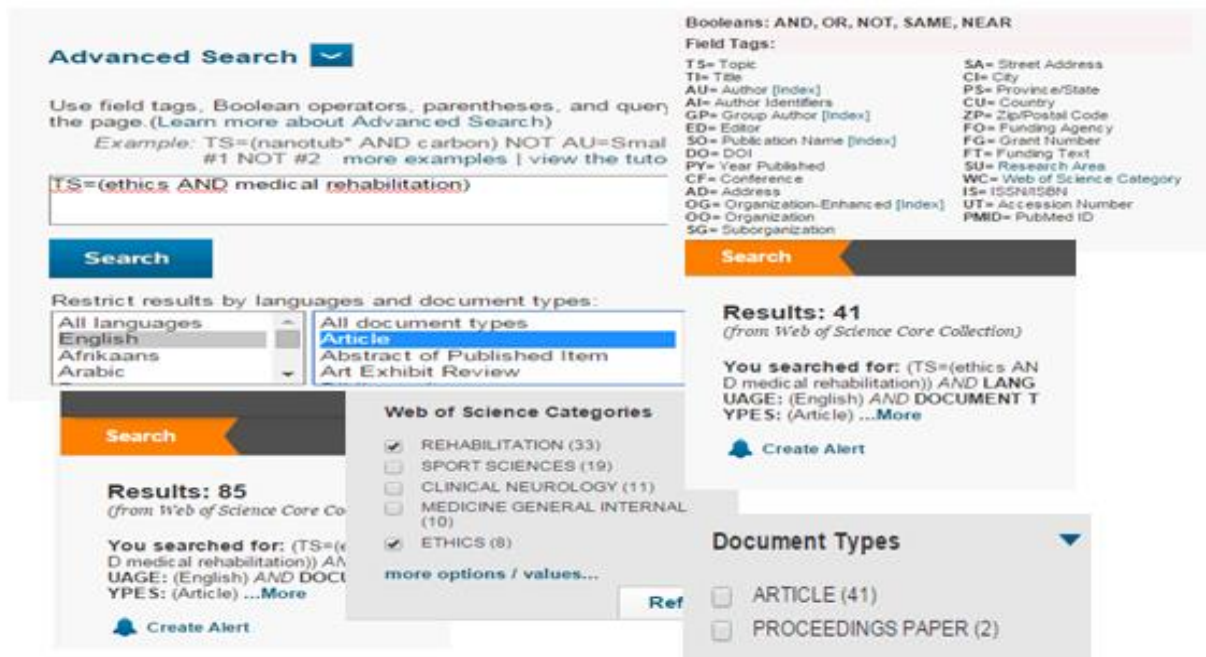 Advanced Search
Use field tags, Boolean operators, parentheses, and query
the page.(Learn more about Advanced Search)
Example: TS=(nanotub* AND carbon) NOT AU=Smal
#1 NOT #2 more examples | view the tuto
TS=(ethics AND medical rehabilitation)
Search
Restrict results by languages and document types:
All languages
English
Afrikaans
Arabic
All document types
Article
Abstract of Published Item
Art Exhibit Review
Booleans: AND, OR, NOT, SAME, NEAR
Field Tags:
TS= Topic
TI= Title
AU= Author [Index]
AI= Author Identifiers
GP= Group Author [Index]
ED= Editor
SO= Publication Name [Index]
DO= DOI
PY= Year Published
CF= Conference
AD= Address
OG= Organization-Enhanced [Index]
OO= Organization
SG= Suborganization
SA= Street Address
CI= City
PS= Province/State
CU= Country
ZP= Zip/Postal Code
FO= Funding Agency
FG= Grant Number
FT= Funding Text
SU= Research Area
WC= Web of Science Category
IS= ISSN/ISBN
UT= Accession Number
PMID= PubMed ID
Search
Results: 41
(from Web of Science Core Collection)
You searched for: (TS=(ethics AN
D medical rehabilitation)) AND LANG
UAGE: (English) AND DOCUMENT T
YPES: (Article) ...More
Create Alert
Search
Results: 85
(from Web of Science Core Co
You searched for: (TS=(e
D medical rehabilitation)) AN
UAGE: (English) AND DOCU
YPES: (Article) ...More
Create Alert
Web of Science Categories
REHABILITATION (33)
SPORT SCIENCES (19)
CLINICAL NEUROLOGY (11)
MEDICINE GENERAL INTERNAL
(10)
ETHICS (8)
more options / values...
Ref
Document Types
ARTICLE (41)
PROCEEDINGS PAPER (2)